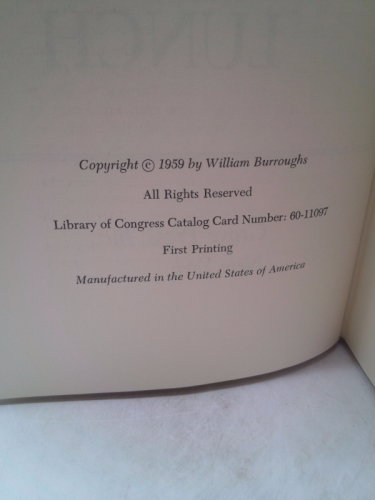 LUNCH
Copyright © 1959 by William Burroughs
All Rights Reserved
Library of Congress Catalog Card Number: 60-11097
First Printing
Manufactured in the United States of America